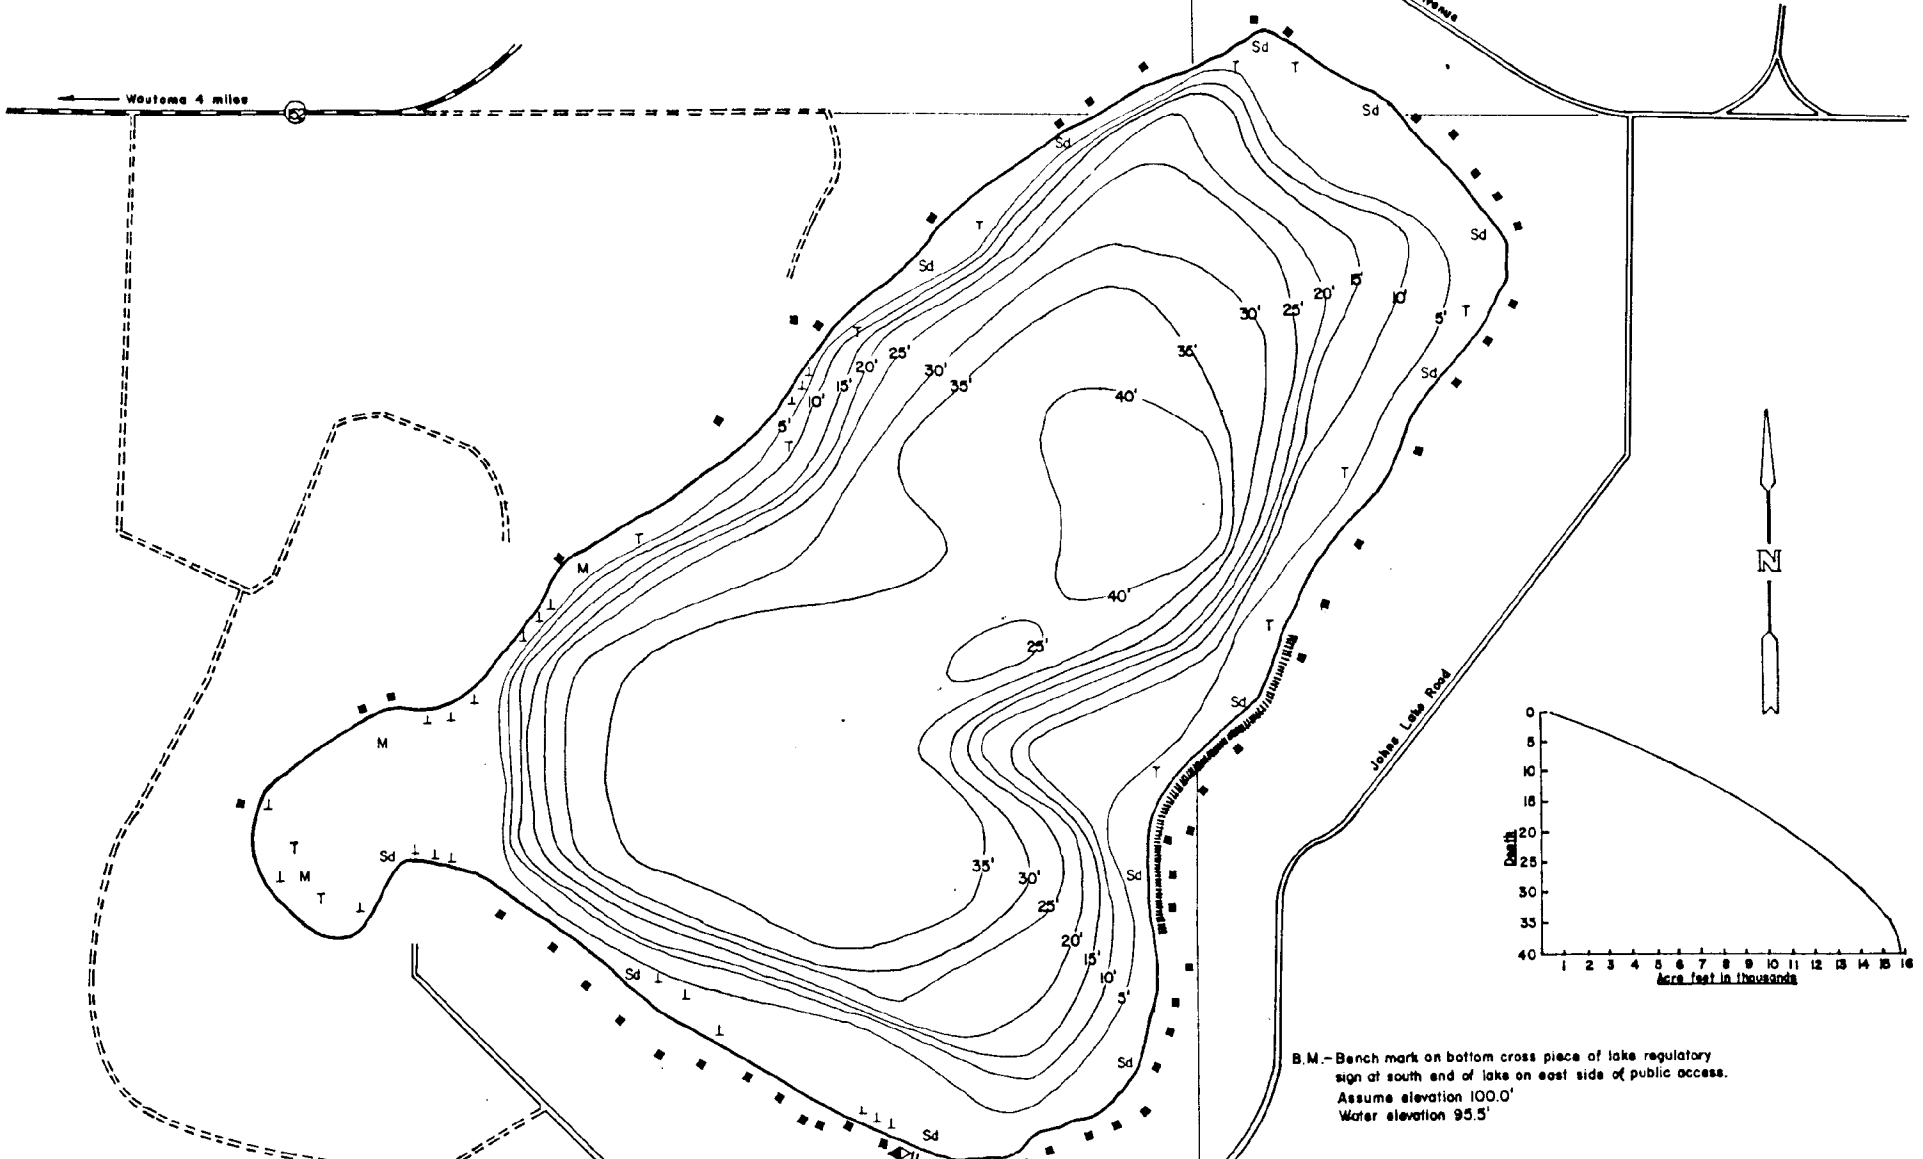 Wautoma 4 miles
Sd
T
T
Sd
Sd
T
Sd
Sd
T
30'
25'
20'
15'
10'
5'
T
35'
Sd
40'
T
25'
20'
15'
10'
5'
30'
35'
T
T
T
M
40'
T
25'
N
Sd
M
T
Johns Lake Road
T
M
T
Sd
Sd
35'
30'
25'
20'
15'
10'
5'
Sd
Sd
Sd
0
5
10
15
20
25
30
35
40
Depth
1 2 3 4 5 6 7 8 9 10 11 12 13 14 15 16
Acre feet in thousands
B.M.-Bench mark on bottom cross piece of lake regulatory
sign at south end of lake on east side of public access.
Assume elevation 100.0'
Water elevation 95.5'